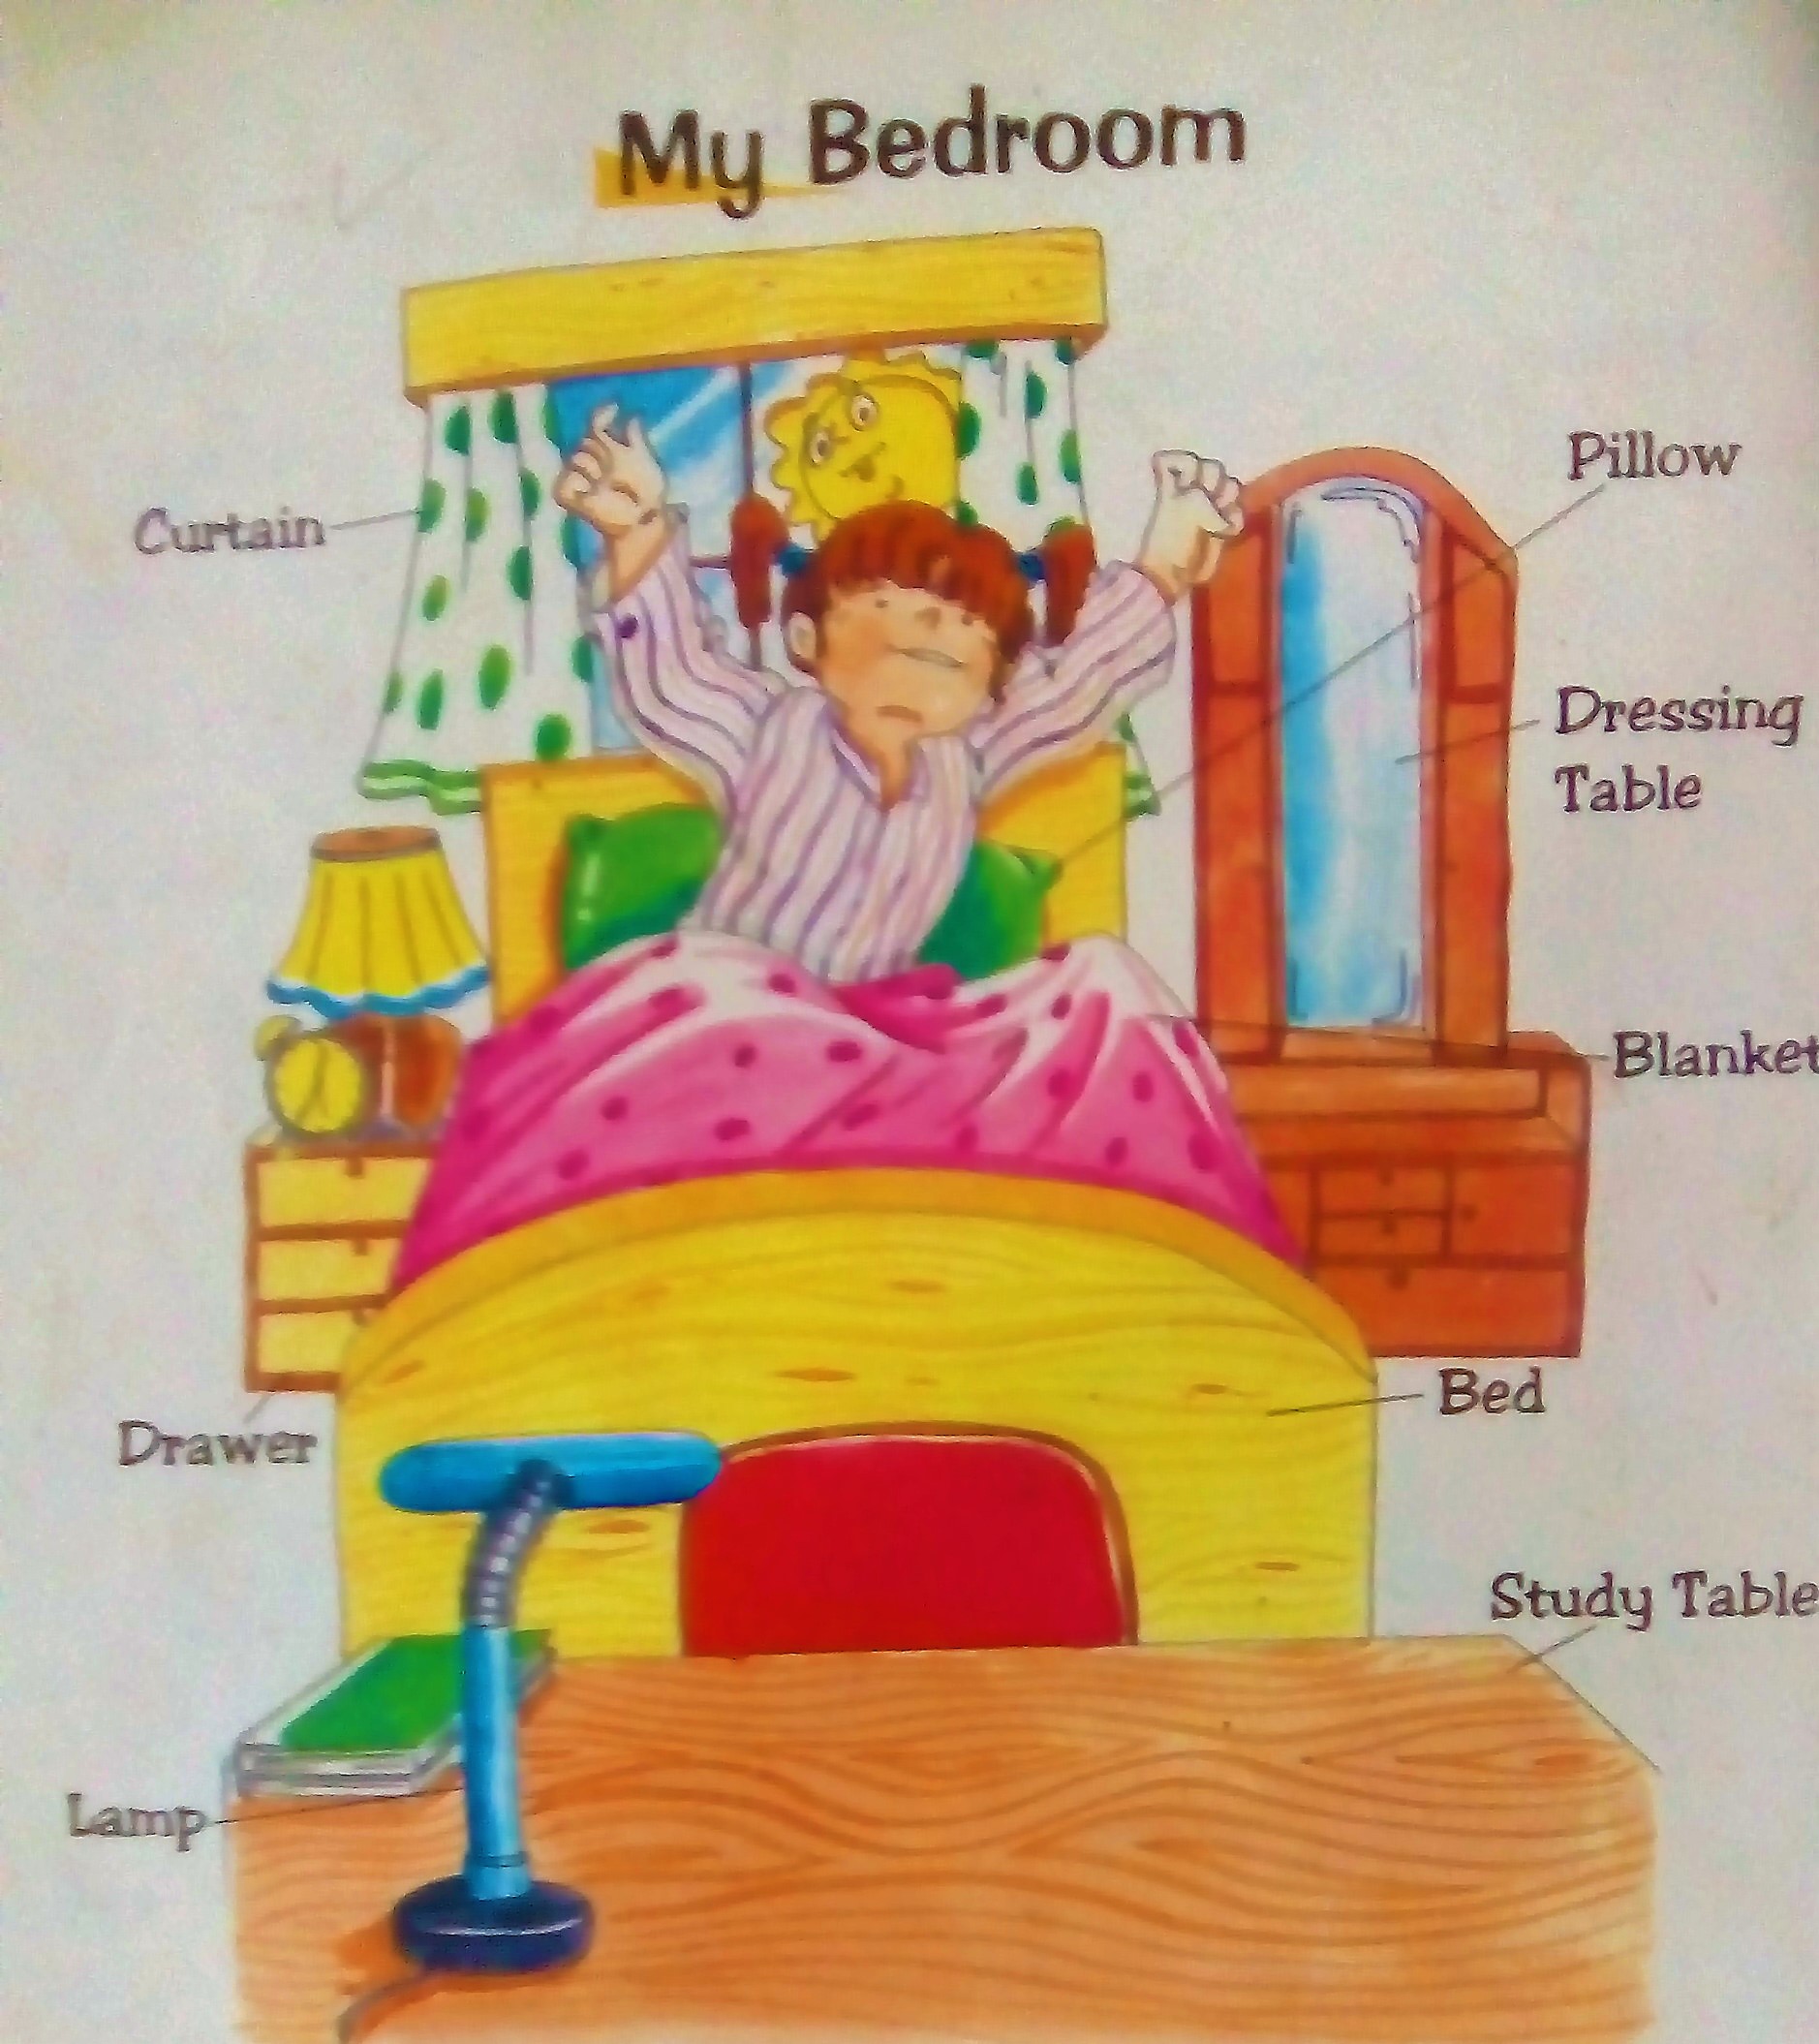 My Bedroom
Pillow
Curtain
Dressing
Table
Blanket
Bed
Drawer
Study Table
Lamp